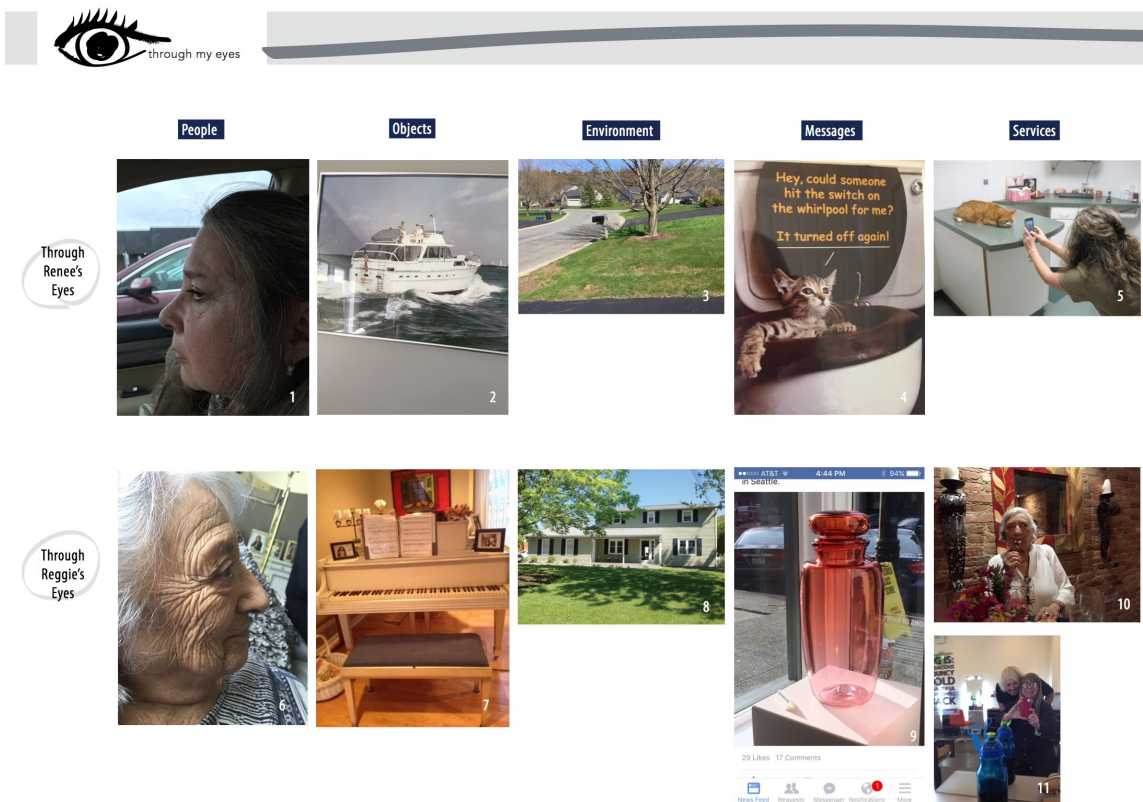 through my eyes
People
Objects
Environment
Messages
Services
Through
Renee's
Eyes
1
2
3
Hey, could someone
hit the switch on
the whirlpool for me?
It turned off again!
4
5
Through
Reggie's
Eyes
6
7
8
AT&T 4:44 PM 94%
in Seattle.
9
29 Likes 17 Comments
1
News Feed Requests Messenger Notifications More
10
11